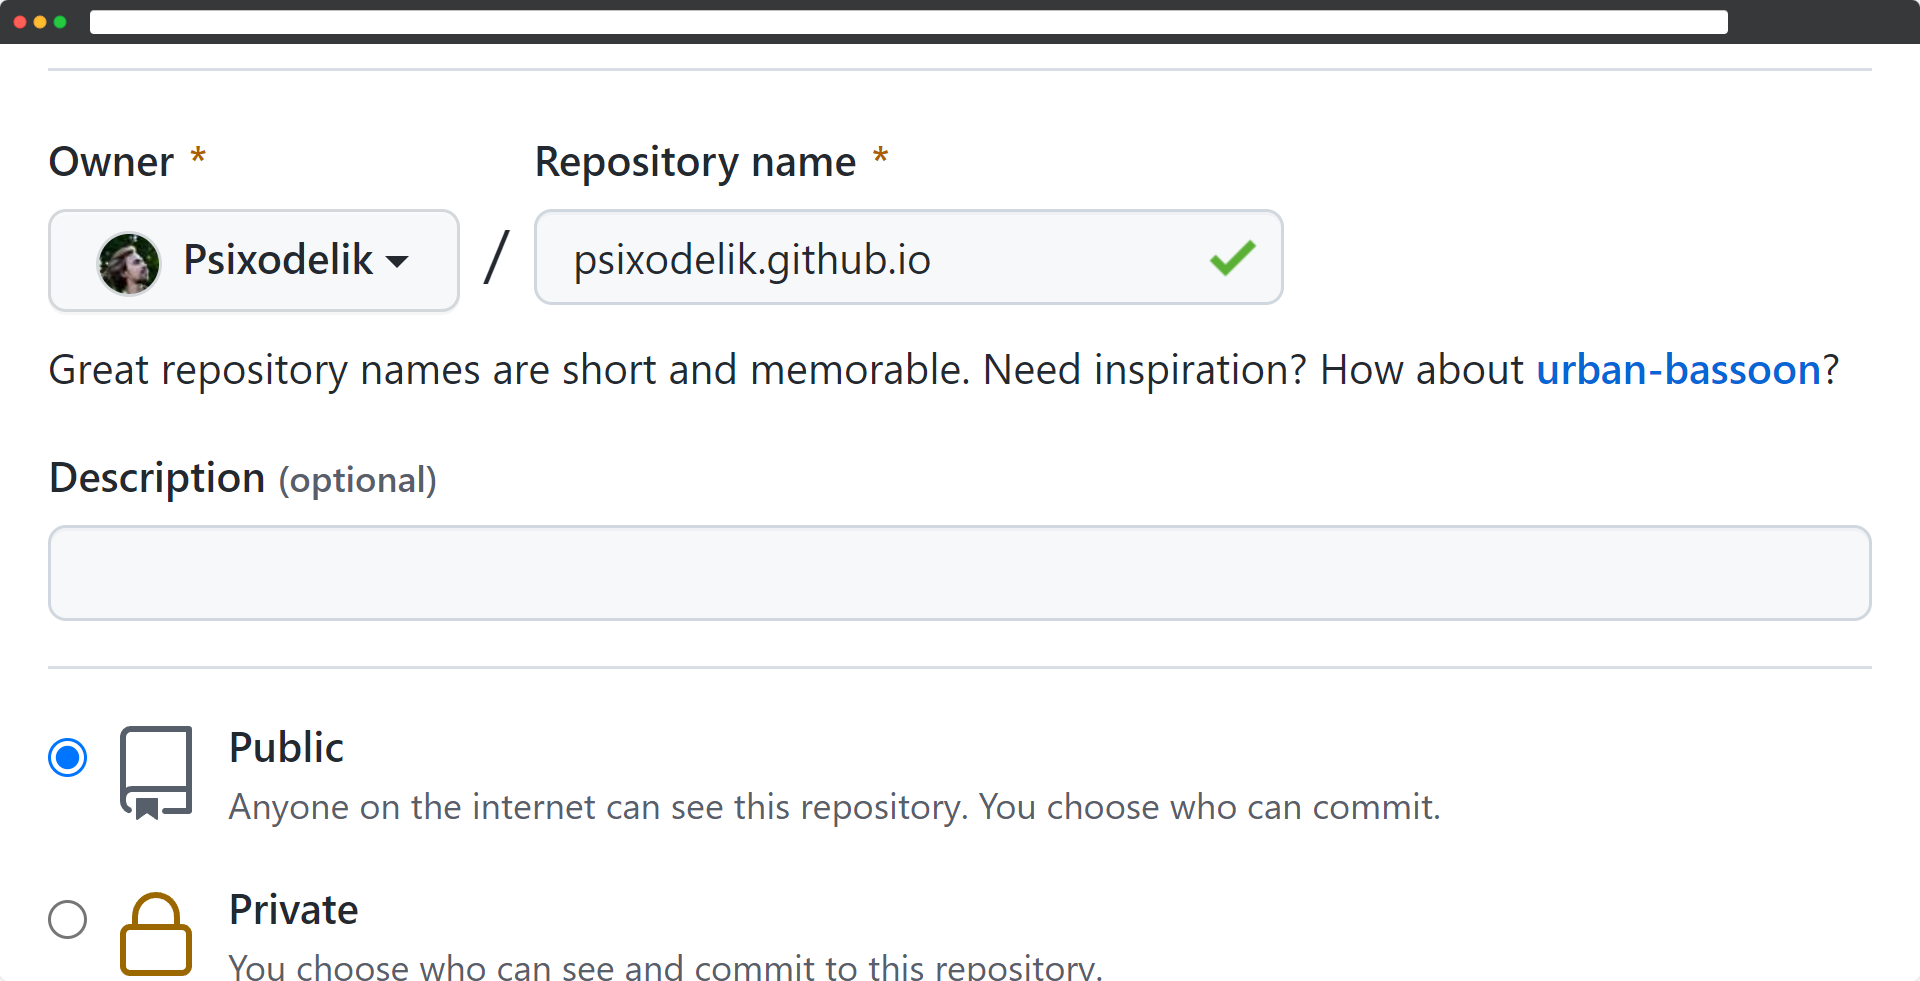 Owner *
Repository name *
Psixodelik / psixodelik.github.io
Great repository names are short and memorable. Need inspiration? How about urban-bassoon?
Description (optional)
Public
Anyone on the internet can see this repository. You choose who can commit.
Private
You choose who can see and commit to this repository.